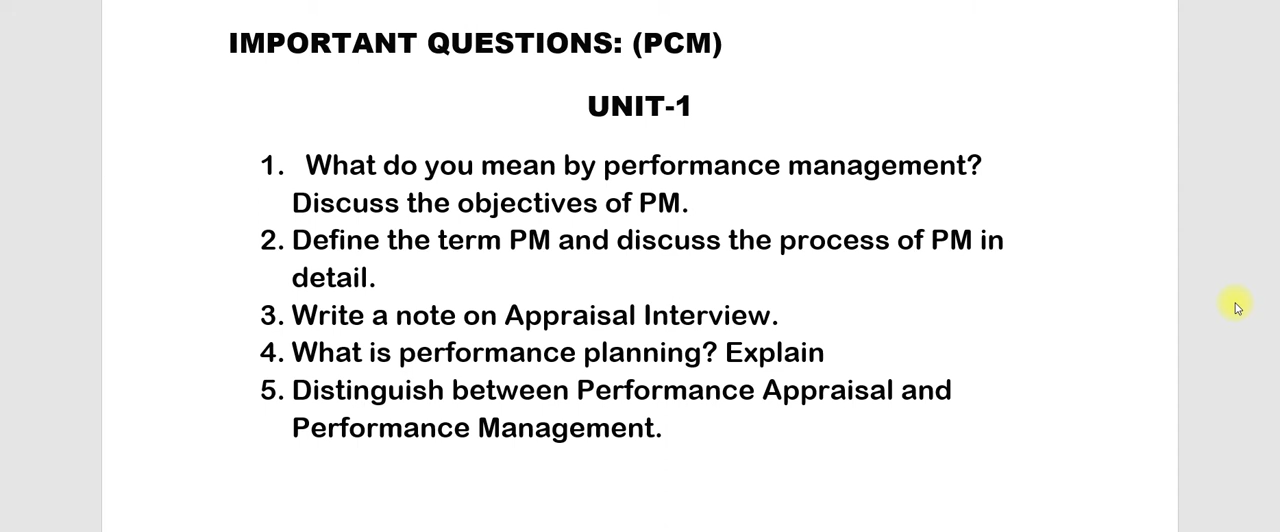 IMPORTANT QUESTIONS: (PCM)
UNIT-1
1. What do you mean by performance management?
Discuss the objectives of PM.
2. Define the term PM and discuss the process of PM in
detail.
3. Write a note on Appraisal Interview.
4. What is performance planning? Explain
5. Distinguish between Performance Appraisal and
Performance Management.